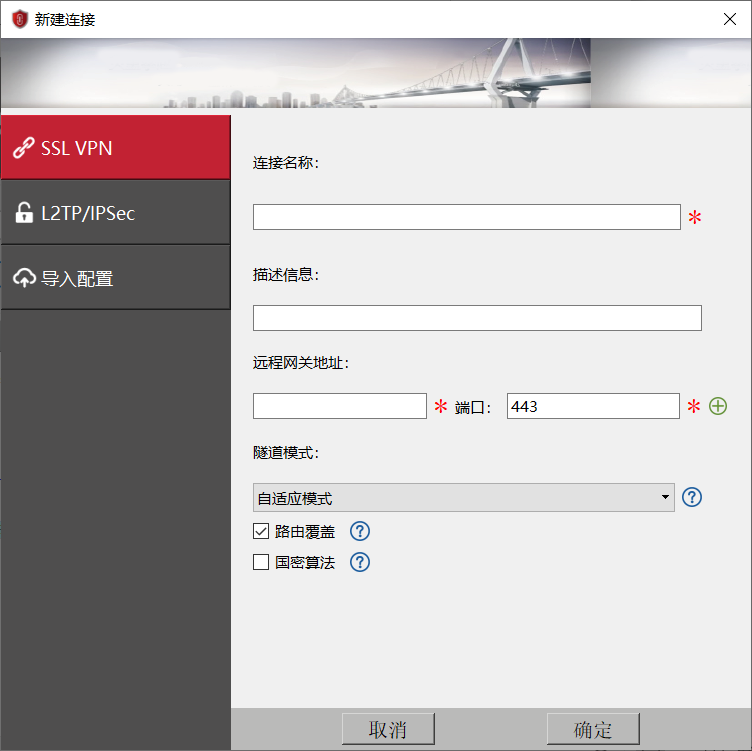 新建连接
SSL VPN
L2TP/IPSec
导入配置
连接名称：
*
描述信息：
远程网关地址：
* 端口： 443 *
隧道模式：
自适应模式 ?
路由覆盖 ?
国密算法 ?
取消 确定